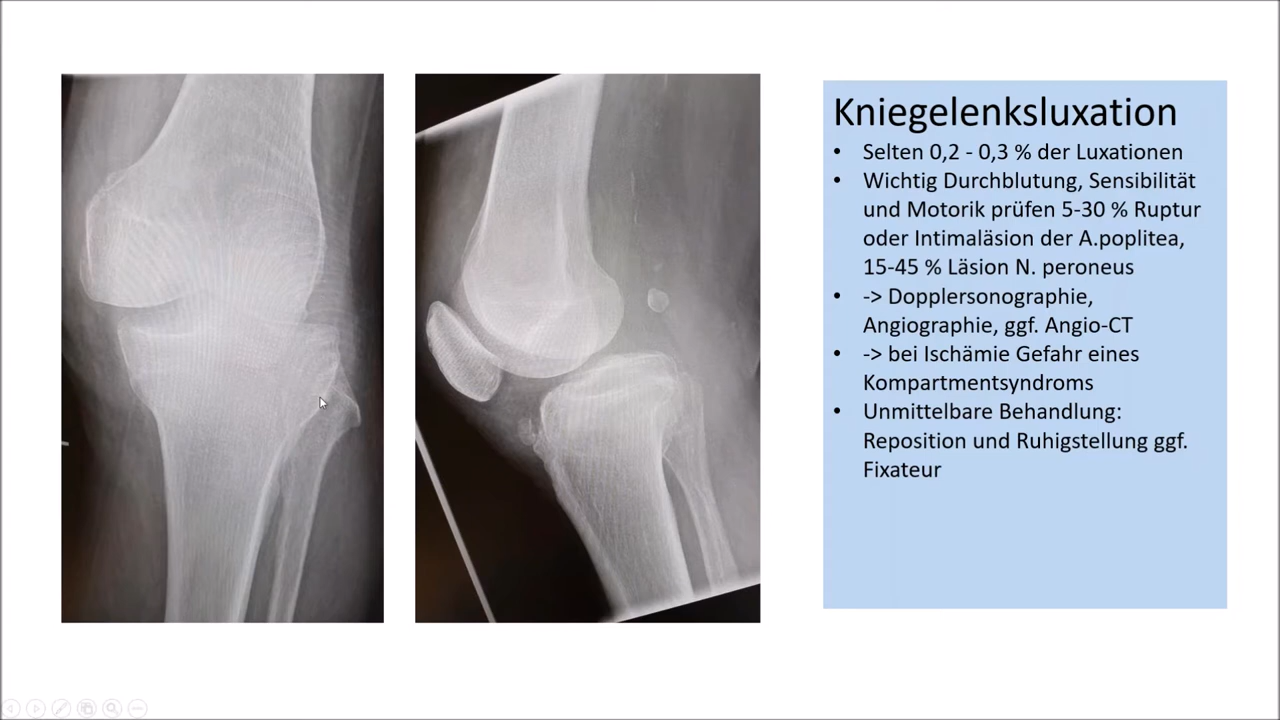 Kniegelenksluxation
• Selten 0,2 - 0,3 % der Luxationen
• Wichtig Durchblutung, Sensibilität
und Motorik prüfen 5-30 % Ruptur
oder Intimaläsion der A.poplitea,
15-45 % Läsion N. peroneus
• -> Dopplersonographie,
Angiographie, ggf. Angio-CT
• -> bei Ischämie Gefahr eines
Kompartmentsyndroms
• Unmittelbare Behandlung:
Reposition und Ruhigstellung ggf.
Fixateur